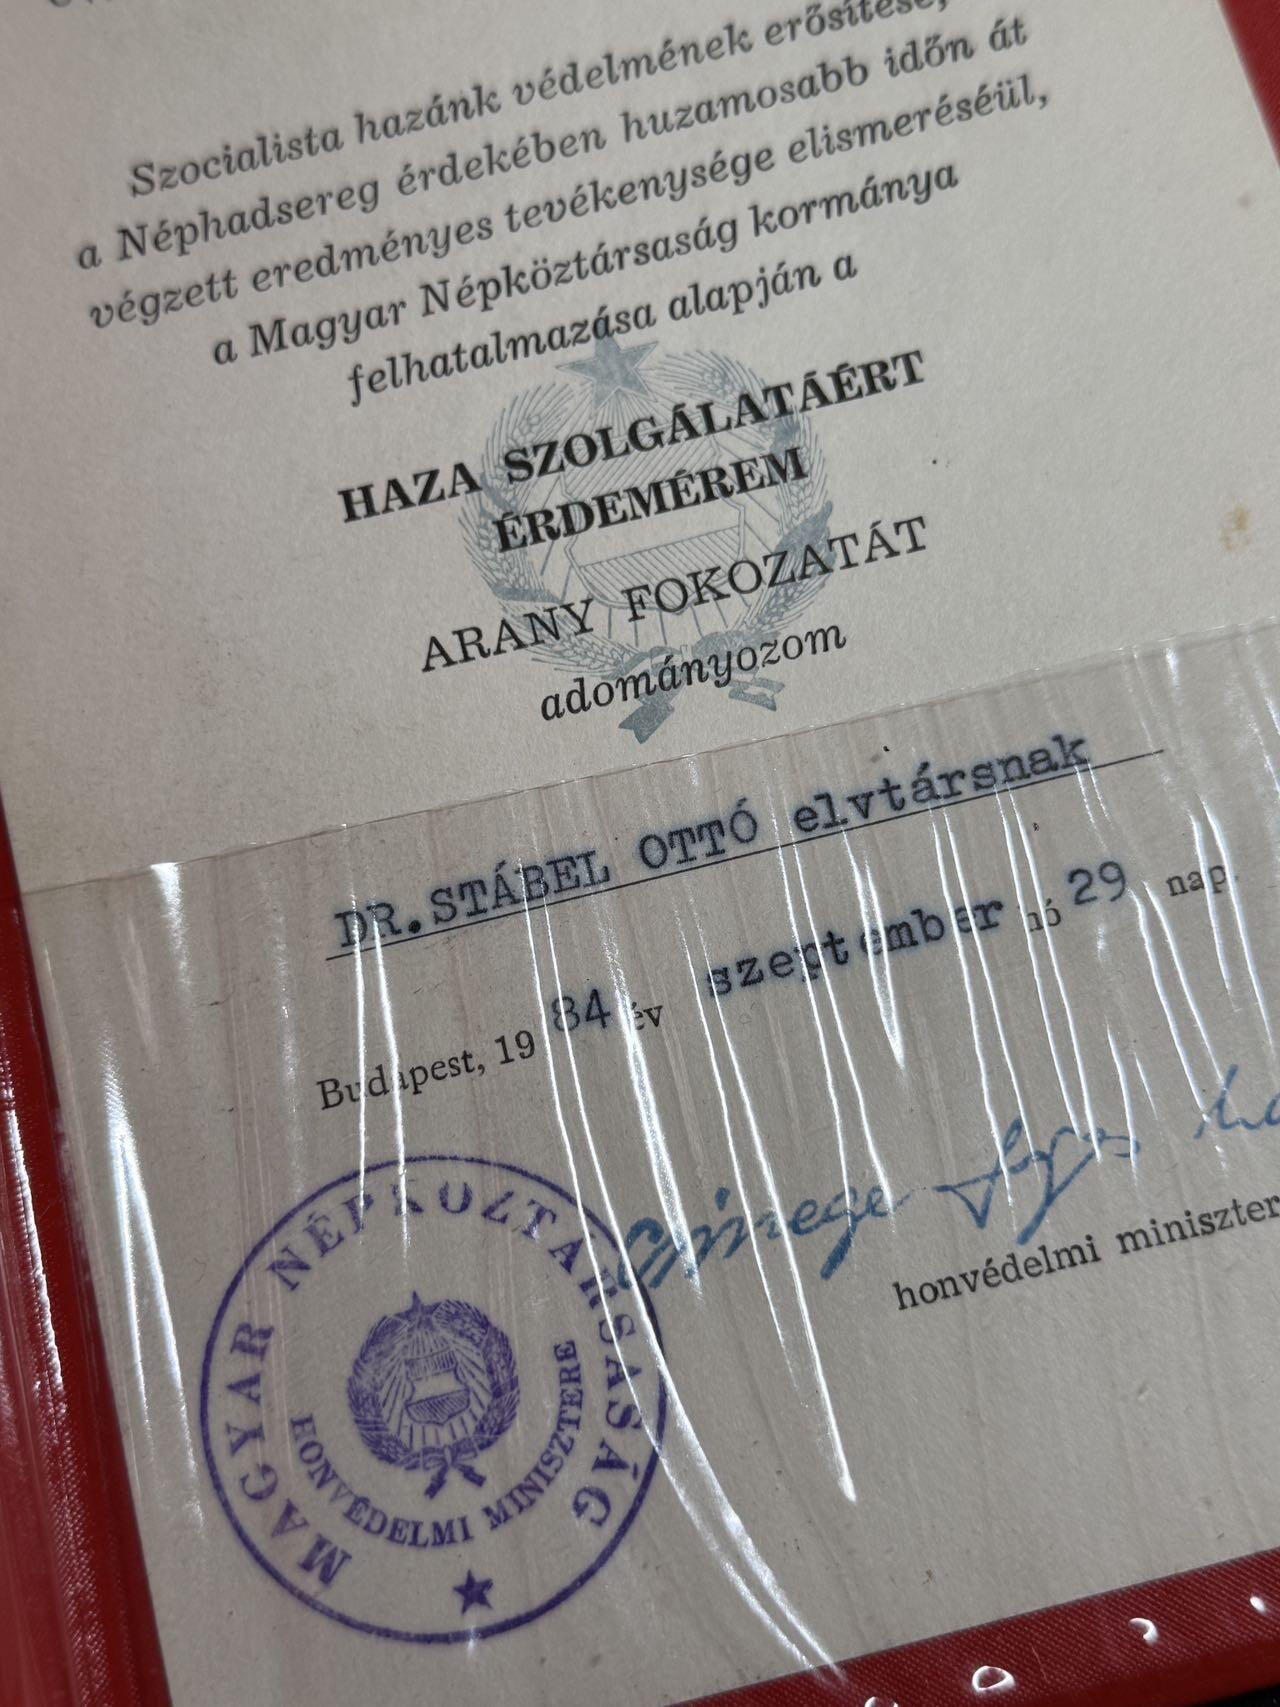 Szocialista hazánk védelmének erősítése,
a Néphadsereg érdekében huzamosabb időn át
végzett eredményes tevékenysége elismeréséül,
a Magyar Népköztársaság kormánya
felhatalmazása alapján a
HAZA SZOLGÁLATÁÉRT
ÉRDEMÉREM
ARANY FOKOZATÁT
adományozom
DR.STÁBEL OTTÓ elvtársnak
Budapest, 1984 év szeptember hó 29 nap.
honvédelmi miniszter
MAGYAR NÉPKÖZTÁRSASÁG
HONVÉDELMI MINISZTERE